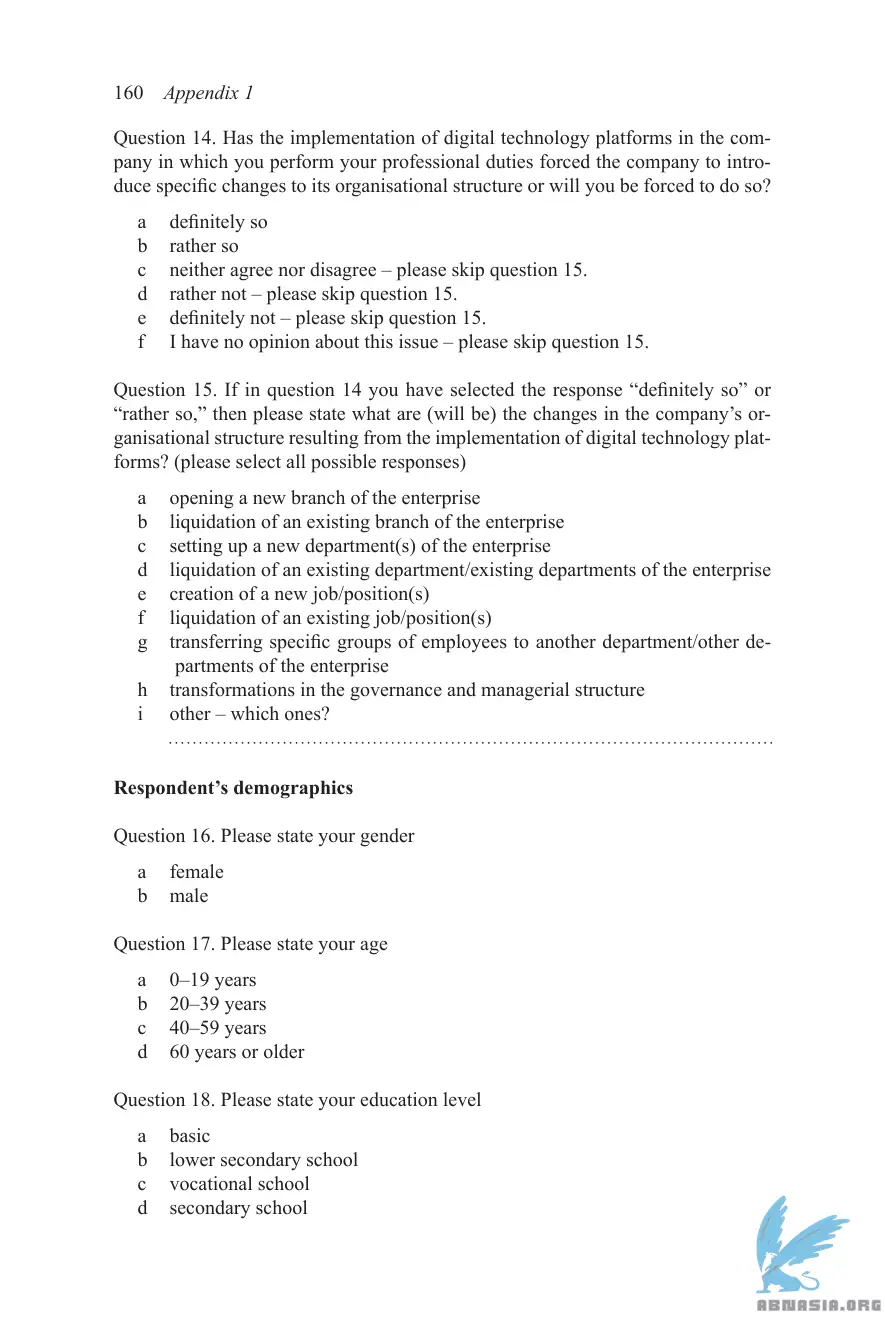 160 Appendix 1
Question 14. Has the implementation of digital technology platforms in the com-
pany in which you perform your professional duties forced the company to intro-
duce specific changes to its organisational structure or will you be forced to do so?
a definitely so
b rather so
c neither agree nor disagree – please skip question 15.
d rather not – please skip question 15.
e definitely not – please skip question 15.
f I have no opinion about this issue – please skip question 15.
Question 15. If in question 14 you have selected the response “definitely so” or
“rather so,” then please state what are (will be) the changes in the company’s or-
ganisational structure resulting from the implementation of digital technology plat-
forms? (please select all possible responses)
a opening a new branch of the enterprise
b liquidation of an existing branch of the enterprise
c setting up a new department(s) of the enterprise
d liquidation of an existing department/existing departments of the enterprise
e creation of a new job/position(s)
f liquidation of an existing job/position(s)
g transferring specific groups of employees to another department/other de-
partments of the enterprise
h transformations in the governance and managerial structure
i other – which ones?
....................................................................................................
Respondent’s demographics
Question 16. Please state your gender
a female
b male
Question 17. Please state your age
a 0–19 years
b 20–39 years
c 40–59 years
d 60 years or older
Question 18. Please state your education level
a basic
b lower secondary school
c vocational school
d secondary school
ABNASIA.ORG